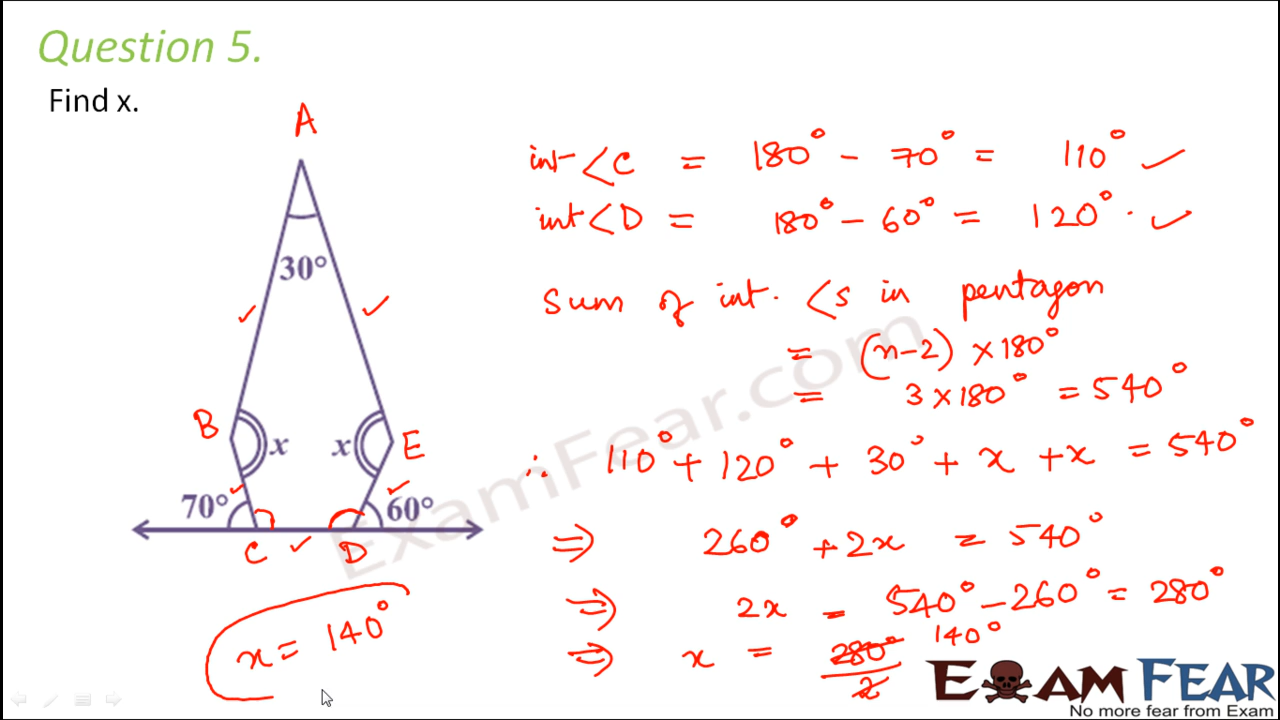 Question 5.
Find x.
A
30°
B
x
x
E
70°
60°
C
D
x = 140°
int <C = 180° - 70° = 110° ✓
int <D = 180° - 60° = 120°. ✓
Sum of int. <s in pentagon
= (n-2) × 180°
= 3 × 180° = 540°
∴ 110° + 120° + 30° + x + x = 540°
⇒ 260° + 2x = 540°
⇒ 2x = 540° - 260° = 280°
⇒ x = 280°/2 140°
ExamFear.com
EXAM FEAR
No more fear from Exam